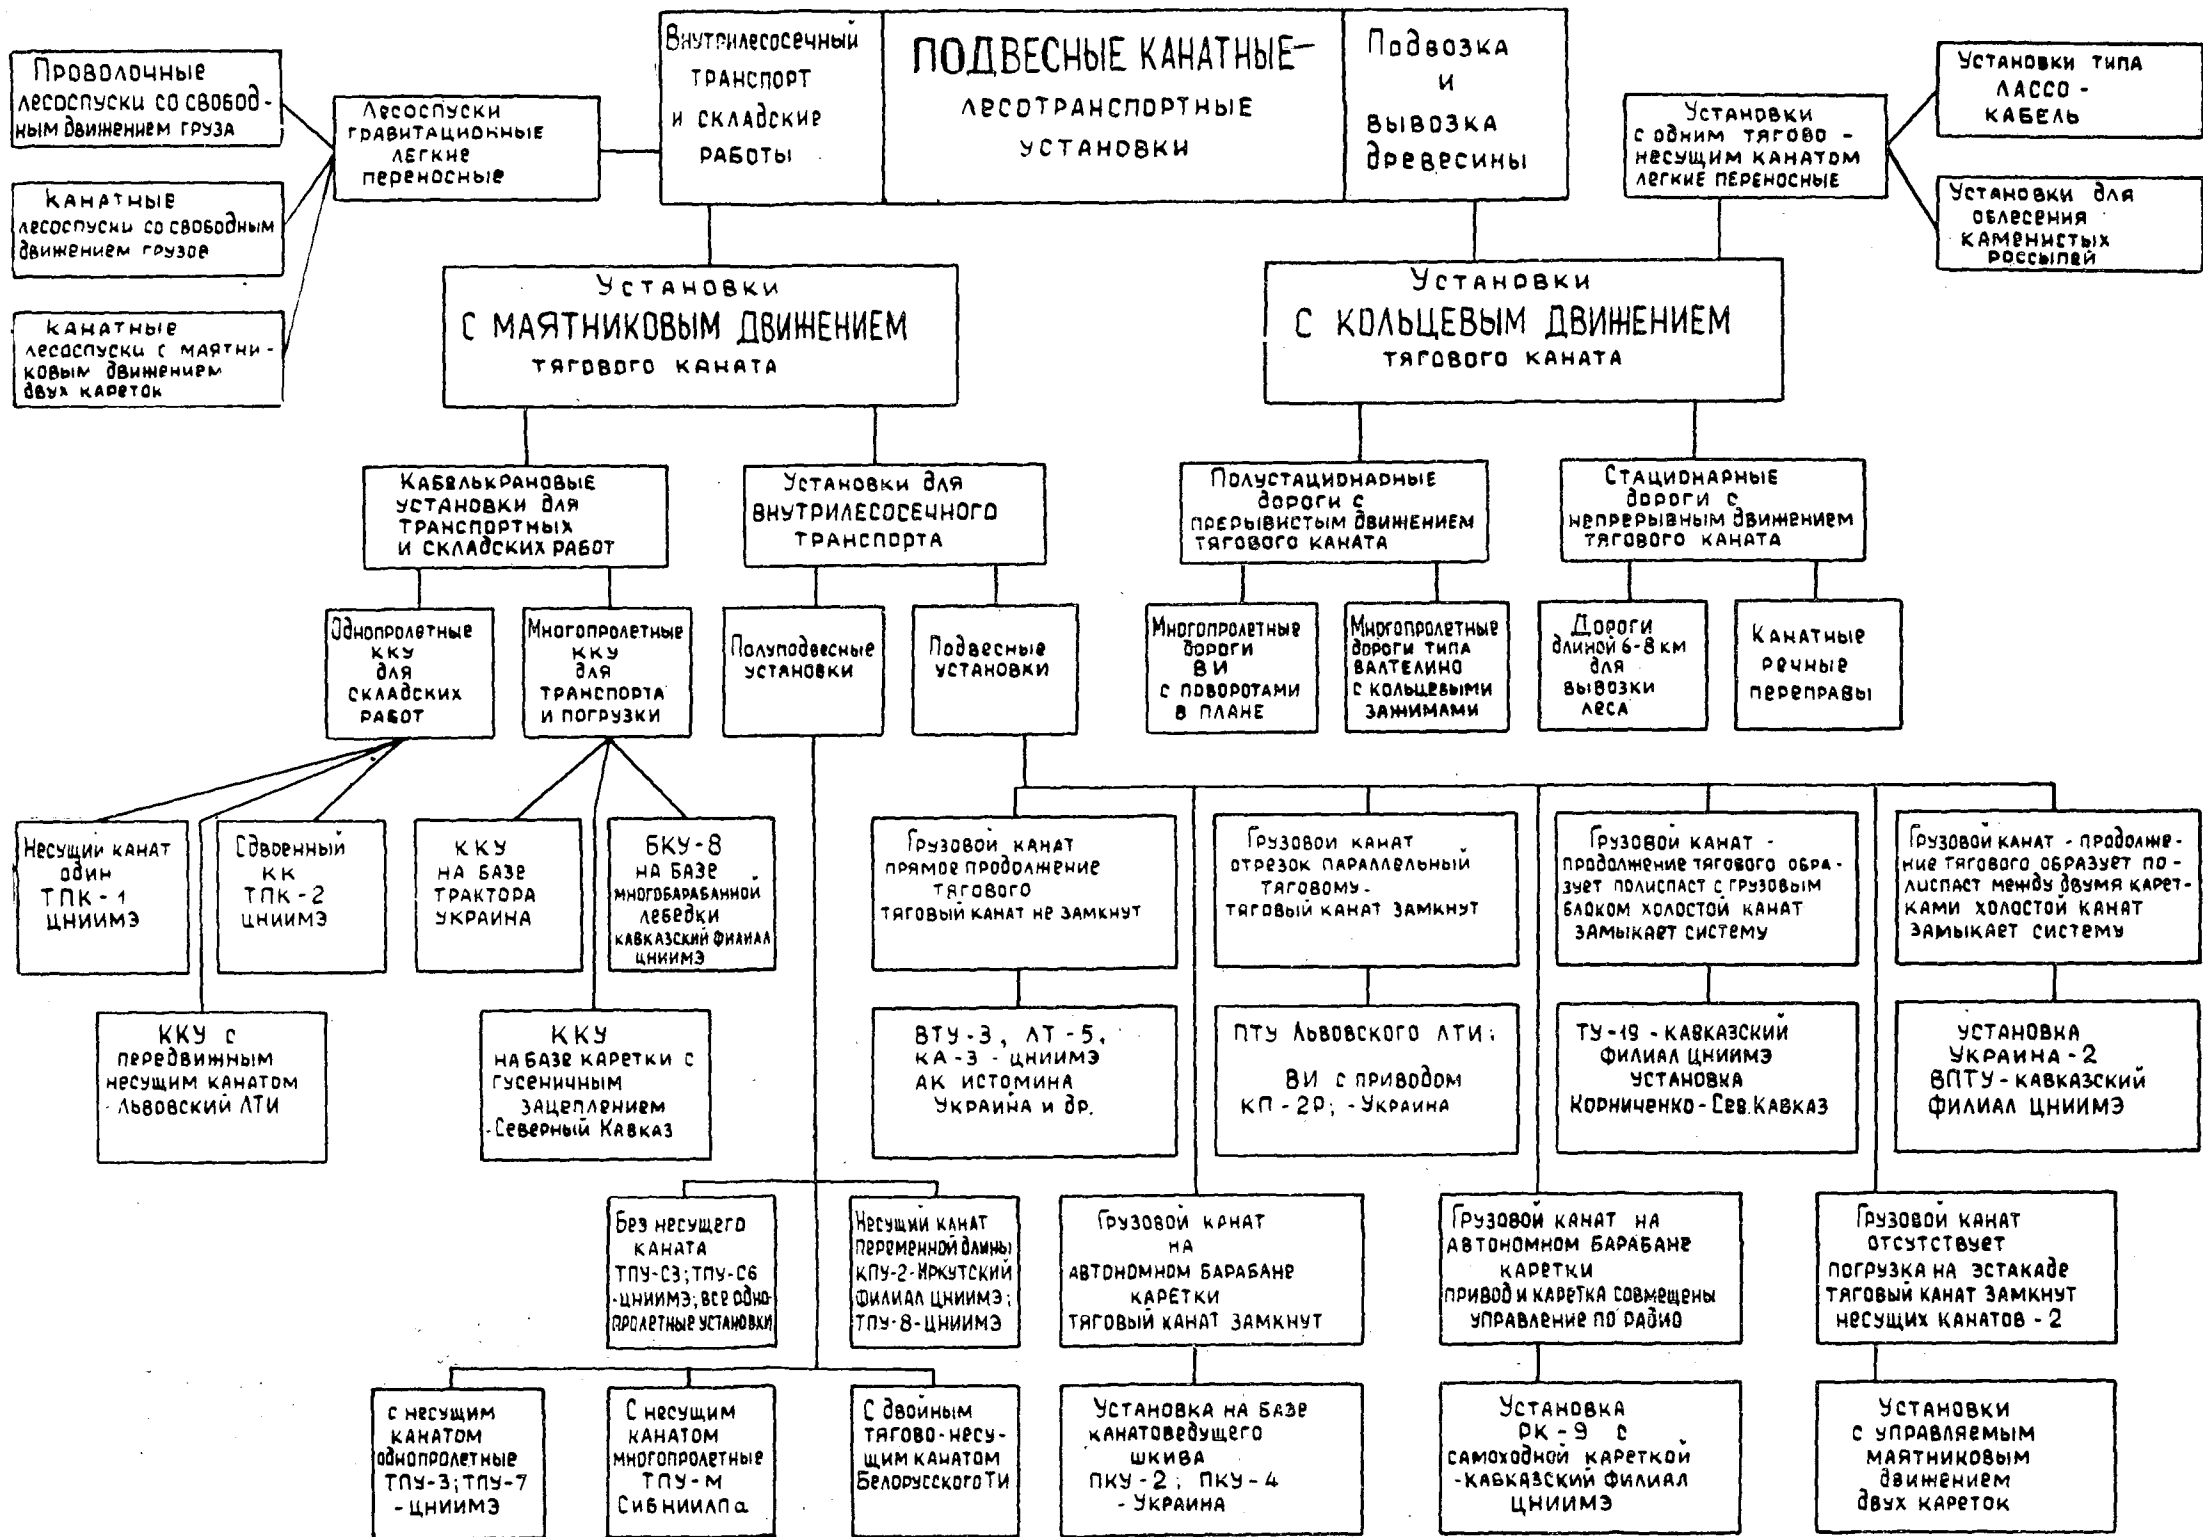 Внутрилесосечный
транспорт
и складские
работы
ПОДВЕСНЫЕ КАНАТНЫЕ–
лесотранспортные
установки
Подвозка
и
вывозка
древесины
Проволочные
лесоспуски со свобод-
ным движением груза
Канатные
лесоспуски со свободным
движением грузов
Канатные
лесоспуски с маятни-
ковым движением
двух кареток
Лесоспуски
гравитационные
легкие
переносные
Установки
с одним тягово-
несущим канатом
легкие переносные
Установки типа
лассо-
кабель
Установки для
облесения
каменистых
россыпей
Установки
с маятниковым движением
тягового каната
Установки
с кольцевым движением
тягового каната
Кабелькрановые
установки для
транспортных
и складских работ
Установки для
внутрилесосечного
транспорта
Полустационарные
дороги с
прерывистым движением
тягового каната
Стационарные
дороги с
непрерывным движением
тягового каната
Однопролетные
ККУ
для
складских
работ
Многопролетные
ККУ
для
транспорта
и погрузки
Полуподвесные
установки
Подвесные
установки
Многопролетные
дороги
ВИ
с поворотами
в плане
Многопролетные
дороги типа
Валтелино
с кольцевыми
зажимами
Дороги
длиной 6-8 км
для
вывозки
леса
Канатные
речные
переправы
Несущий канат
один
ТПК-1
ЦНИИМЭ
Сдвоенный
КК
ТПК-2
ЦНИИМЭ
ККУ
на базе
трактора
Украина
БКУ-8
на базе
многобарабанной
лебедки
Кавказский филиал
ЦНИИМЭ
Грузовой канат
прямое продолжение
тягового
тяговый канат не замкнут
Грузовой канат
отрезок параллельный
тяговому.
тяговый канат замкнут
Грузовой канат -
продолжение тягового обра-
зует полиспаст с грузовым
блоком холостой канат
замыкает систему
Грузовой канат - продолже-
ние тягового образует по-
лиспаст между двумя карет-
ками холостой канат
замыкает систему
ККУ с
передвижным
несущим канатом
-Львовский ЛТИ
ККУ
на базе каретки с
гусеничным
зацеплением
-Северный Кавказ
ВТУ-3, ЛТ-5,
КА-3 - ЦНИИМЭ
АК Истомина
Украина и др.
ПТУ Львовского ЛТИ;
ВИ с приводом
КП-2Р; -Украина
ТУ-19 - Кавказский
филиал ЦНИИМЭ
установка
Корниченко-Сев.Кавказ
установка
Украина-2
ВПТУ-Кавказский
филиал ЦНИИМЭ
Без несущего
каната
ТПУ-С3; ТПУ-С6
-ЦНИИМЭ; все одно-
пролетные установки
Несущий канат
переменной длины
КПУ-2-Иркутский
филиал ЦНИИМЭ;
ТПУ-8-ЦНИИМЭ
Грузовой канат
на
автономном барабане
каретки
тяговый канат замкнут
Грузовой канат на
автономном барабане
каретки
привод и каретка совмещены
управление по радио
Грузовой канат
отсутствует
погрузка на эстакаде
тяговый канат замкнут
несущих канатов - 2
с несущим
канатом
однопролетные
ТПУ-3; ТПУ-7
-ЦНИИМЭ
С несущим
канатом
многопролетные
ТПУ-М
СибНИИЛПа
С двойным
тягово-несу-
щим канатом
Белорусского ТИ
Установка на базе
канатоведущего
шкива
ПКУ-2; ПКУ-4
- Украина
Установка
РК-9 с
самоходной кареткой
-Кавказский филиал
ЦНИИМЭ
Установки
с управляемым
маятниковым
движением
двух кареток